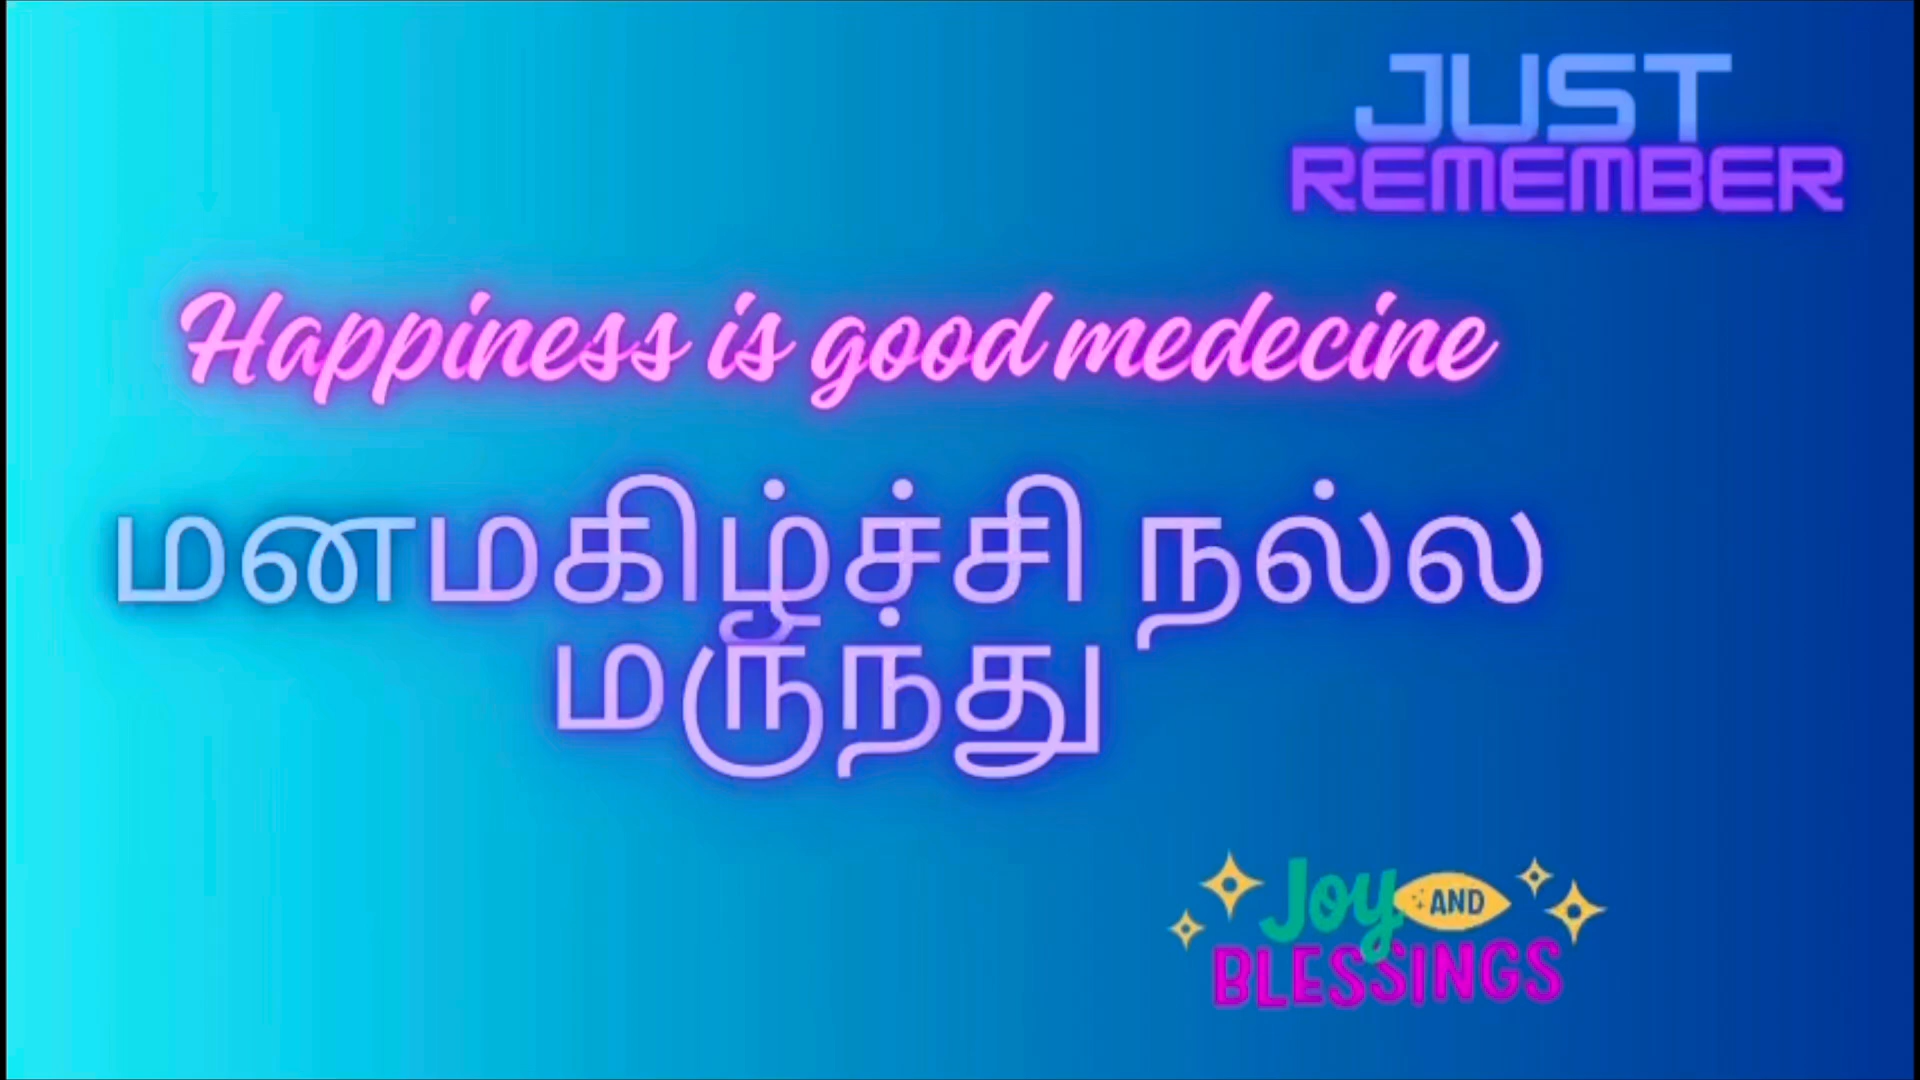 JUST
REMEMBER
Happiness is good medecine
மனமகிழ்ச்சி நல்ல
மருந்து
Joy AND
BLESSINGS